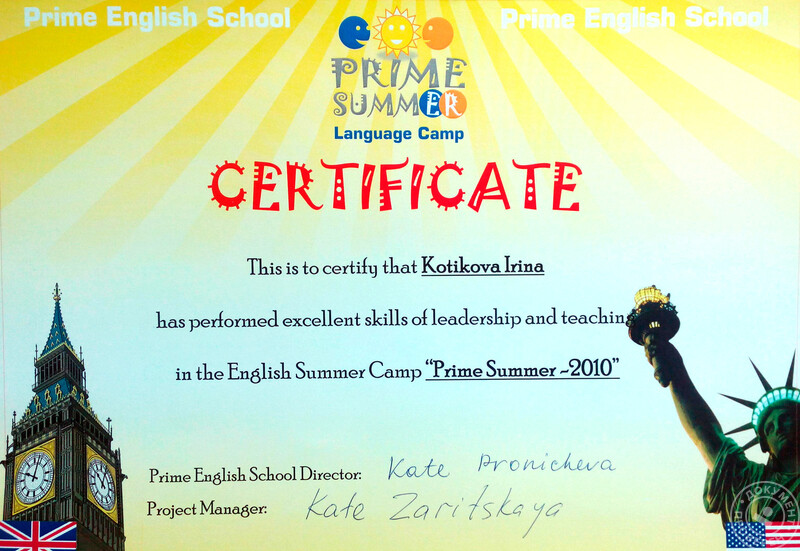 Prime English School Prime English School
PRIME
SUMMER
Language Camp
CERTIFICATE
This is to certify that Kotikova Irina
has performed excellent skills of leadership and teaching
in the English Summer Camp “Prime Summer ~2010”
Prime English School Director: Kate Pronicheva
Project Manager: Kate Zaritskaya
ДОКУМЕНТ